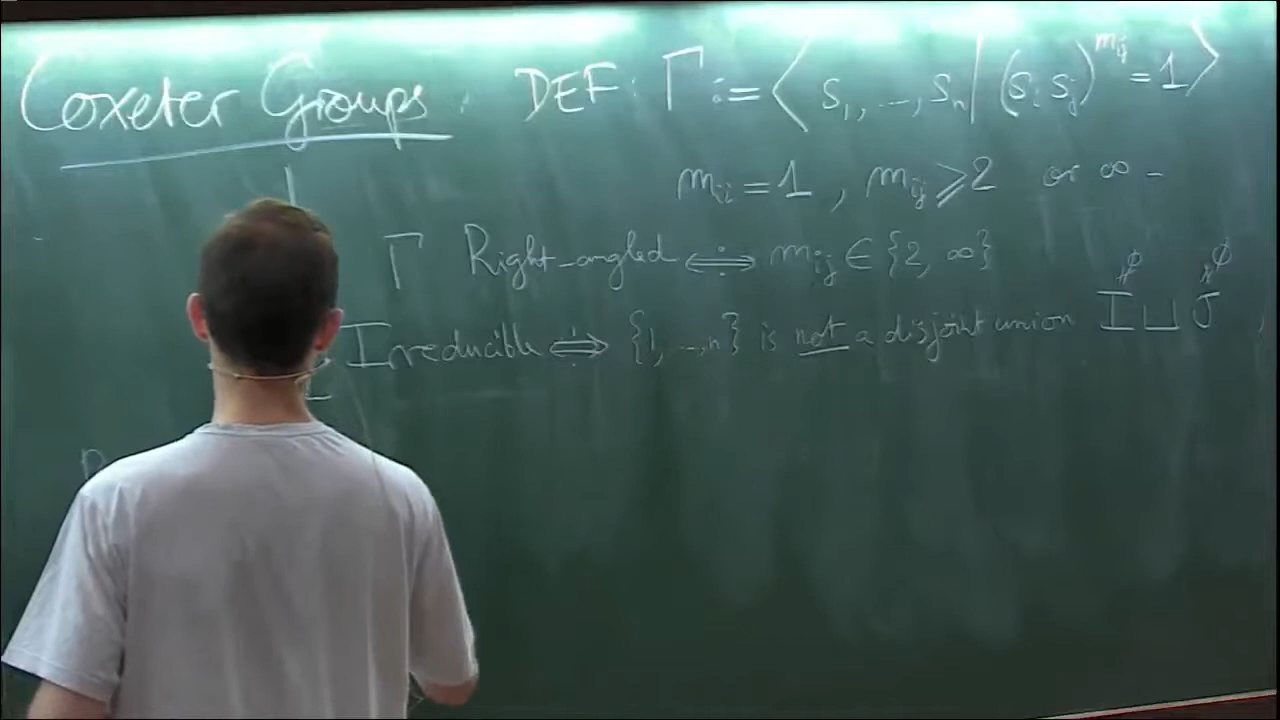 Coxeter Groups. DEF: Γ := ⟨ s₁, ..., sₙ | (sᵢ sⱼ)^{mᵢⱼ} = 1 ⟩
mᵢᵢ = 1 , mᵢⱼ ⩾ 2 or ∞ -
Γ Right-angled ⟺ mᵢⱼ ∈ {2, ∞}
≠∅ ≠∅
Irreducible ⟺ {1, ..., n} is not a disjoint union I ⊔ J